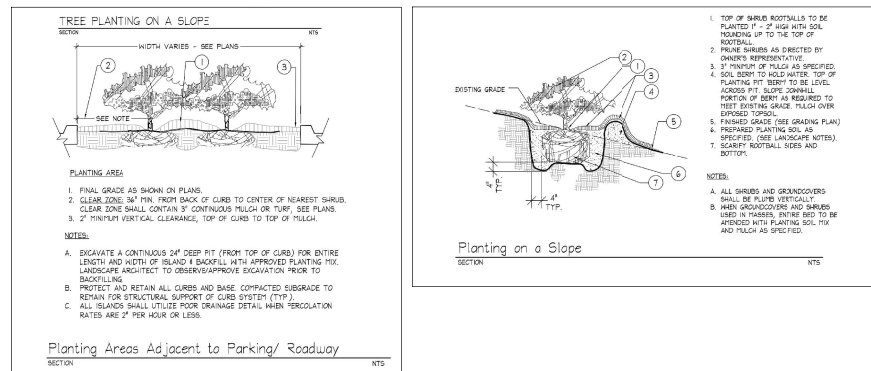 TREE PLANTING ON A SLOPE
SECTION
NTS
WIDTH VARIES - SEE PLANS
2
1
3
SEE NOTE
PLANTING AREA
1. FINAL GRADE AS SHOWN ON PLANS.
2. CLEAR ZONE: 36" MIN. FROM BACK OF CURB TO CENTER OF NEAREST SHRUB.
CLEAR ZONE SHALL CONTAIN 3" CONTINUOUS MULCH OR TURF, SEE PLANS.
3. 2" MINIMUM VERTICAL CLEARANCE, TOP OF CURB TO TOP OF MULCH.
NOTES:
A. EXCAVATE A CONTINUOUS 24" DEEP PIT (FROM TOP OF CURB) FOR ENTIRE
LENGTH AND WIDTH OF ISLAND & BACKFILL WITH APPROVED PLANTING MIX.
LANDSCAPE ARCHITECT TO OBSERVE/APPROVE EXCAVATION PRIOR TO
BACKFILLING.
B. PROTECT AND RETAIN ALL CURBS AND BASE. COMPACTED SUBGRADE TO
REMAIN FOR STRUCTURAL SUPPORT OF CURB SYSTEM (TYP.).
C. ALL ISLANDS SHALL UTILIZE POOR DRAINAGE DETAIL WHEN PERCOLATION
RATES ARE 2" PER HOUR OR LESS.
Planting Areas Adjacent to Parking/ Roadway
SECTION
NTS
EXISTING GRADE
2
1
3
4
5
6
7
4"
TYP.
4"
TYP.
1. TOP OF SHRUB ROOTBALLS TO BE
PLANTED 1" - 2" HIGH WITH SOIL
MOUNDING UP TO THE TOP OF
ROOTBALL.
2. PRUNE SHRUBS AS DIRECTED BY
OWNER'S REPRESENTATIVE.
3. 3" MINIMUM OF MULCH AS SPECIFIED.
4. SOIL BERM TO HOLD WATER. TOP OF
PLANTING PIT 'BERM' TO BE LEVEL
ACROSS PIT. SLOPE DOWNHILL
PORTION OF BERM AS REQUIRED TO
MEET EXISTING GRADE. MULCH OVER
EXPOSED TOPSOIL.
5. FINISHED GRADE (SEE GRADING PLAN)
6. PREPARED PLANTING SOIL AS
SPECIFIED, (SEE LANDSCAPE NOTES).
7. SCARIFY ROOTBALL SIDES AND
BOTTOM.
NOTES:
A. ALL SHRUBS AND GROUNDCOVERS
SHALL BE PLUMB VERTICALLY.
B. WHEN GROUNDCOVERS AND SHRUBS
USED IN MASSES, ENTIRE BED TO BE
AMENDED WITH PLANTING SOIL MIX
AND MULCH AS SPECFIED.
Planting on a Slope
SECTION
NTS